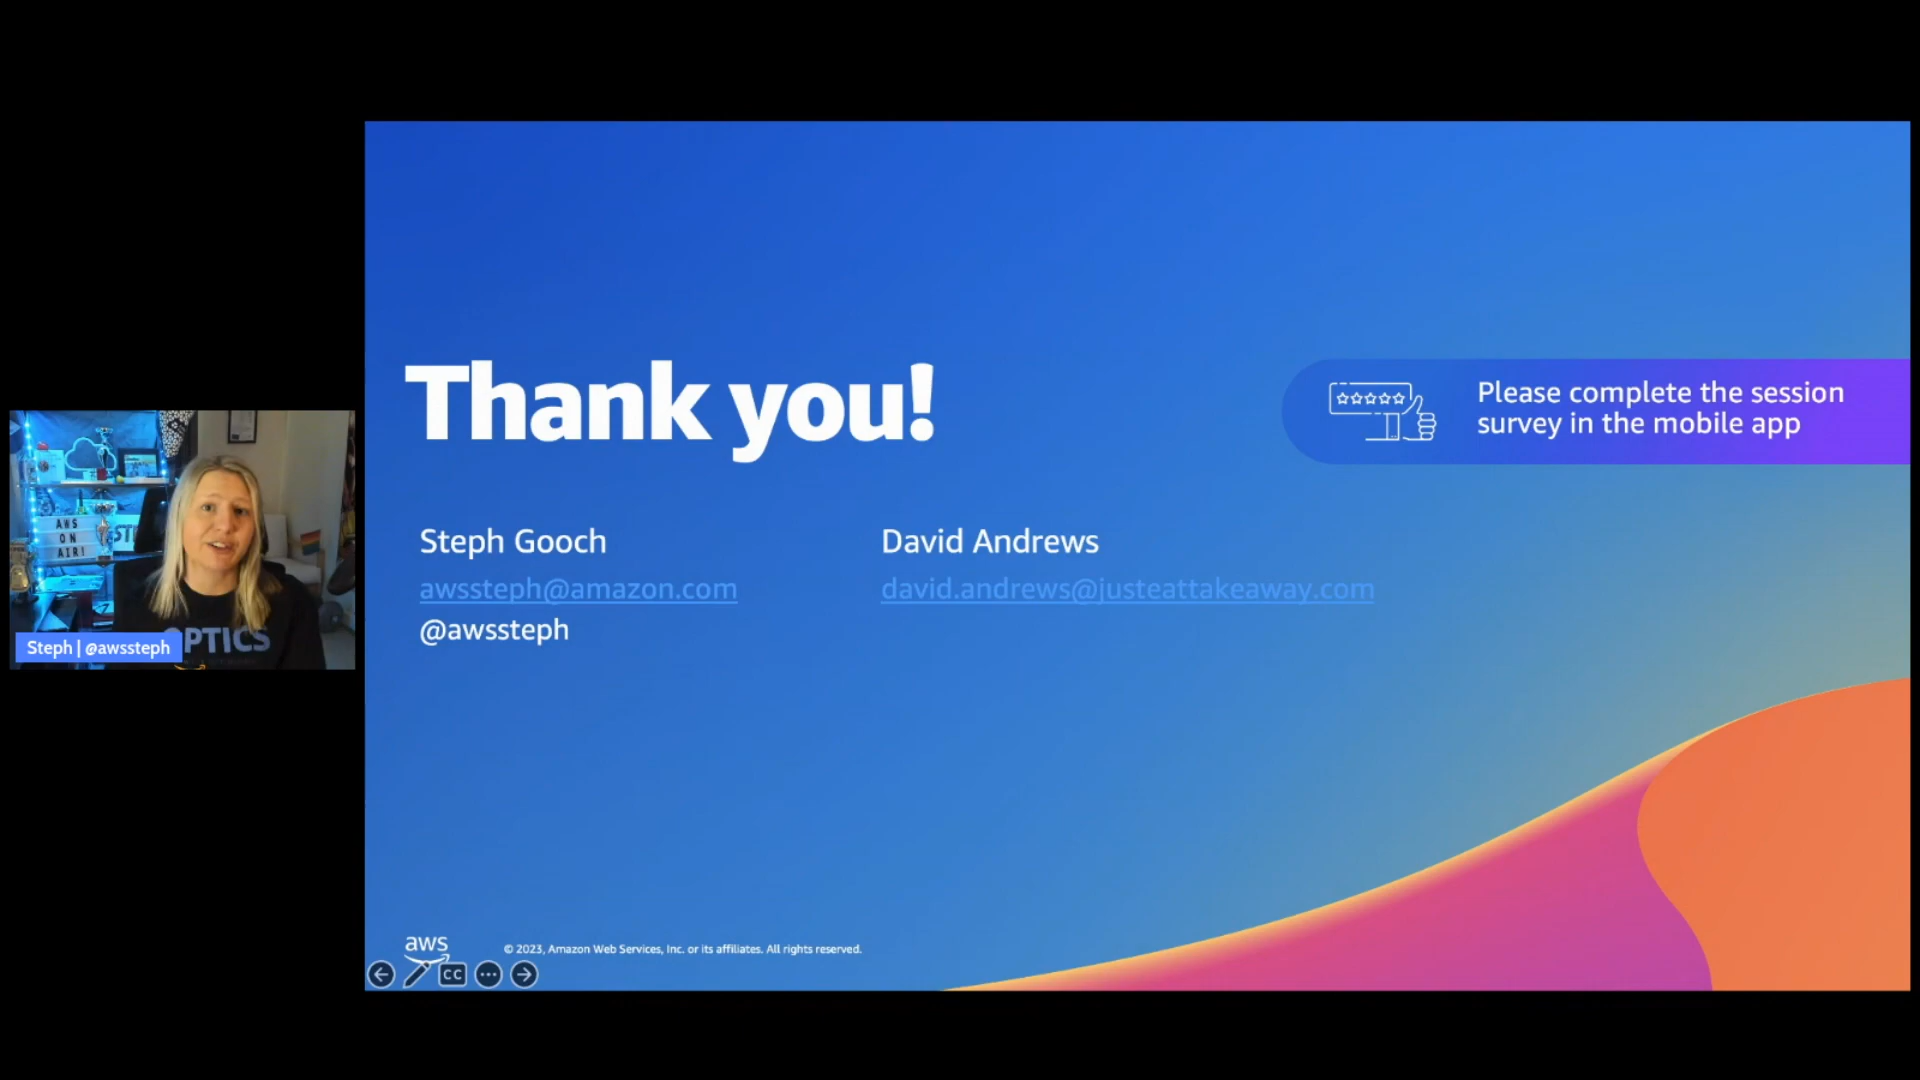 Thank you!
Please complete the session
survey in the mobile app
Steph Gooch
David Andrews
awssteph@amazon.com
david.andrews@justeattakeaway.com
@awssteph
AWS
ON
AIR!
OPTICS
Steph | @awssteph
aws
© 2023, Amazon Web Services, Inc. or its affiliates. All rights reserved.
CC